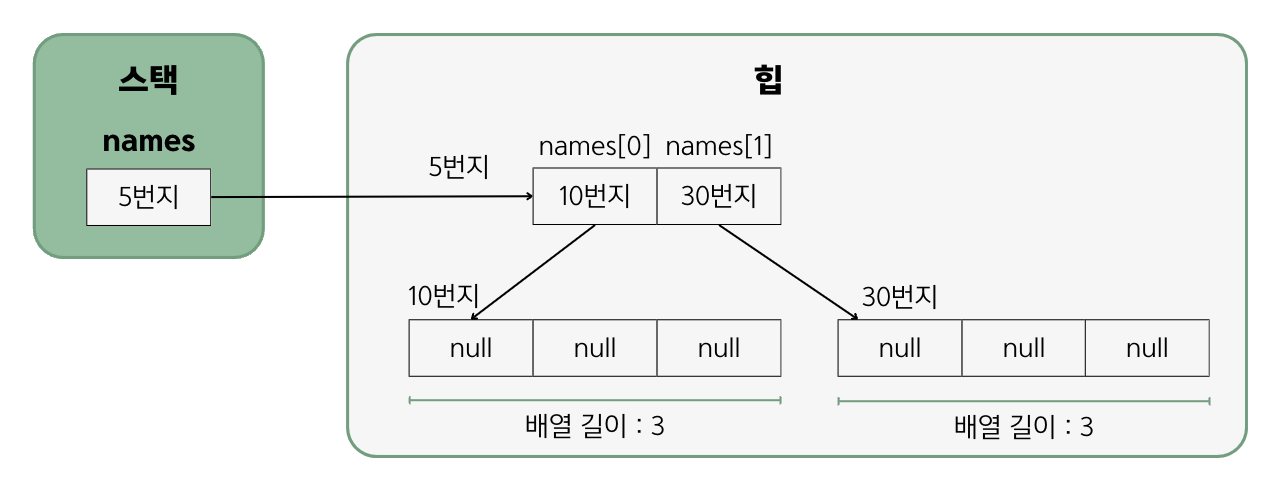 스택
힙
names
names[0] names[1]
5번지
5번지
10번지 30번지
10번지
30번지
null null null
null null null
배열 길이 : 3
배열 길이 : 3